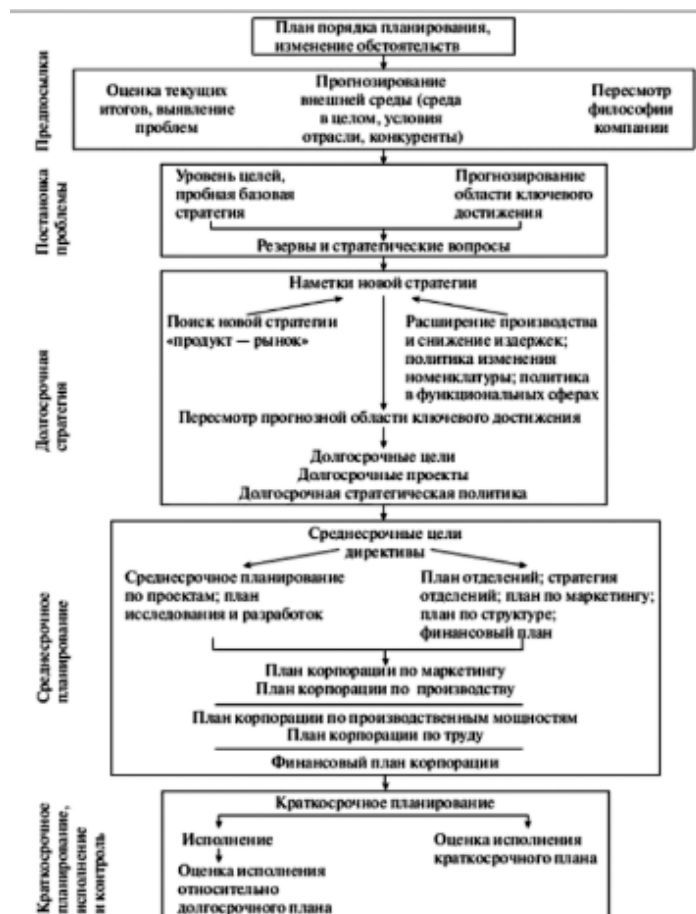 План порядка планирования,
изменение обстоятельств
Предпосылки
Оценка текущих
итогов, выявление
проблем
Прогнозирование
внешней среды (среда
в целом, условия
отрасли, конкуренты)
Пересмотр
философии
компании
Постановка
проблемы
Уровень целей,
пробная базовая
стратегия
Прогнозирование
области ключевого
достижения
Резервы и стратегические вопросы
Долгосрочная
стратегия
Наметки новой стратегии
Поиск новой стратегии
«продукт — рынок»
Расширение производства
и снижение издержек;
политика изменения
номенклатуры; политика
в функциональных сферах
Пересмотр прогнозной области ключевого достижения
Долгосрочные цели
Долгосрочные проекты
Долгосрочная стратегическая политика
Среднесрочное
планирование
Среднесрочные цели
директивы
Среднесрочное планирование
по проектам; план
исследования и разработок
План отделений; стратегия
отделений; план по маркетингу;
план по структуре;
финансовый план
План корпорации по маркетингу
План корпорации по производству
План корпорации по производственным мощностям
План корпорации по труду
Финансовый план корпорации
Краткосрочное
планирование,
исполнение
и контроль
Краткосрочное планирование
Исполнение
Оценка исполнения
относительно
долгосрочного плана
Оценка исполнения
краткосрочного плана